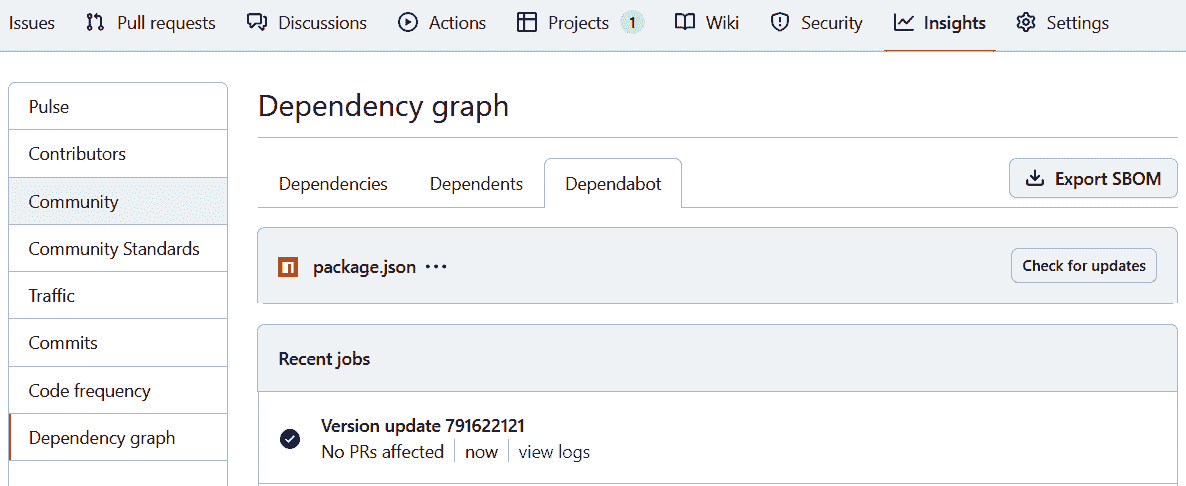 Issues Pull requests Discussions Actions Projects 1 Wiki Security Insights Settings
Pulse
Contributors
Community
Community Standards
Traffic
Commits
Code frequency
Dependency graph
Dependency graph
Dependencies Dependents Dependabot
Export SBOM
package.json ···
Check for updates
Recent jobs
Version update 791622121
No PRs affected now view logs